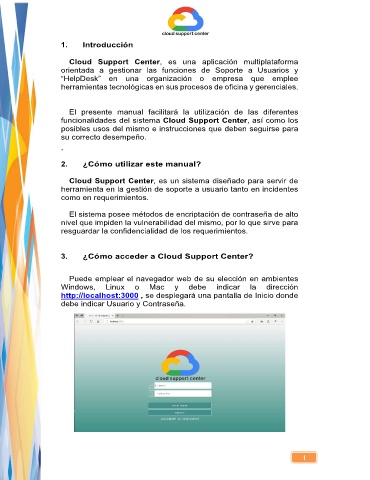 cloud support center
1. Introducción
Cloud Support Center, es una aplicación multiplataforma
orientada a gestionar las funciones de Soporte a Usuarios y
“HelpDesk” en una organización o empresa que emplee
herramientas tecnológicas en sus procesos de oficina y gerenciales.
El presente manual facilitará la utilización de las diferentes
funcionalidades del sistema Cloud Support Center, así como los
posibles usos del mismo e instrucciones que deben seguirse para
su correcto desempeño.
.
2. ¿Cómo utilizar este manual?
Cloud Support Center, es un sistema diseñado para servir de
herramienta en la gestión de soporte a usuario tanto en incidentes
como en requerimientos.
El sistema posee métodos de encriptación de contraseña de alto
nivel que impiden la vulnerabilidad del mismo, por lo que sirve para
resguardar la confidencialidad de los requerimientos.
3. ¿Cómo acceder a Cloud Support Center?
Puede emplear el navegador web de su elección en ambientes
Windows, Linux o Mac y debe indicar la dirección
http://localhost:3000 , se desplegará una pantalla de Inicio donde
debe indicar Usuario y Contraseña.
cloud support center
1